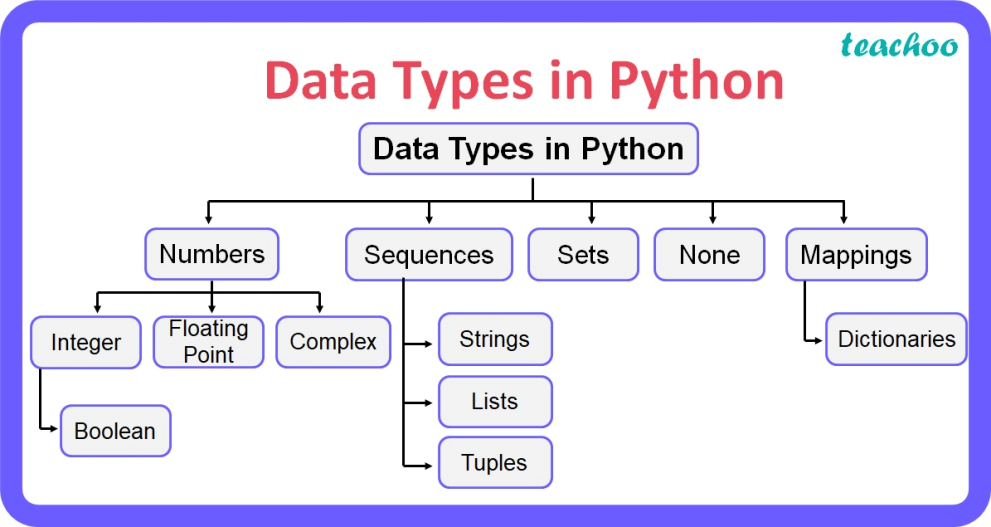 teachoo
Data Types in Python
Data Types in Python
Numbers
Sequences
Sets
None
Mappings
Integer
Floating
Point
Complex
Strings
Dictionaries
Lists
Boolean
Tuples